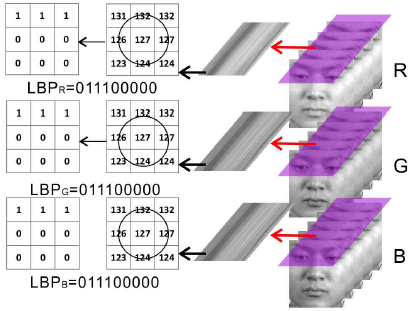 1 1 1
0 0 0
0 0 0
131 132 132
126 127 127
123 124 124
LBPR=011100000
R
1 1 1
0 0 0
0 0 0
131 132 132
126 127 127
123 124 124
LBPG=011100000
G
1 1 1
0 0 0
0 0 0
131 132 132
126 127 127
123 124 124
LBPB=011100000
B